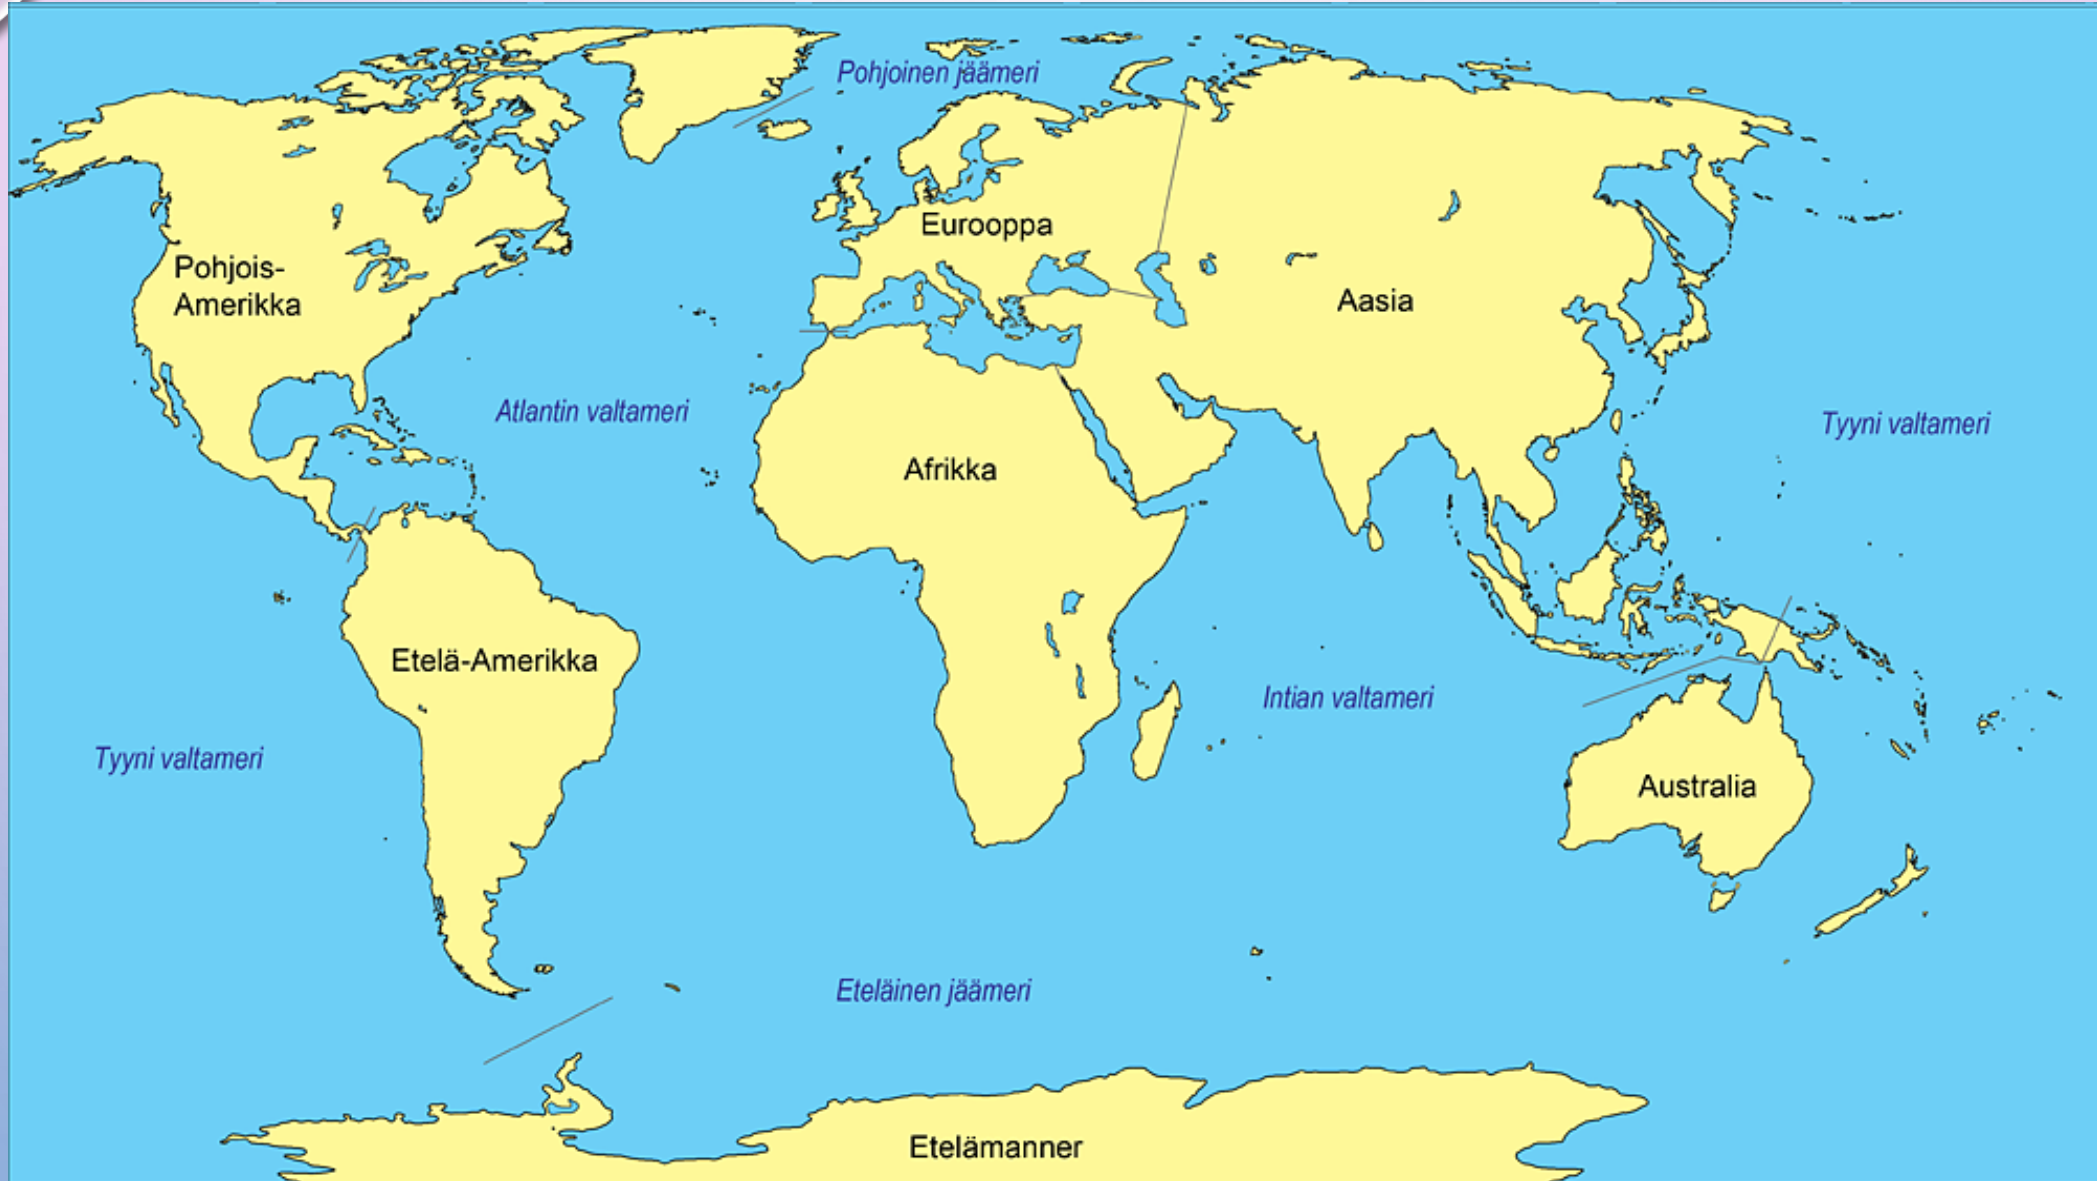 Pohjoinen jäämeri
Eurooppa
Pohjois-
Amerikka
Aasia
Atlantin valtameri
Tyyni valtameri
Afrikka
Etelä-Amerikka
Intian valtameri
Tyyni valtameri
Australia
Eteläinen jäämeri
Etelämanner